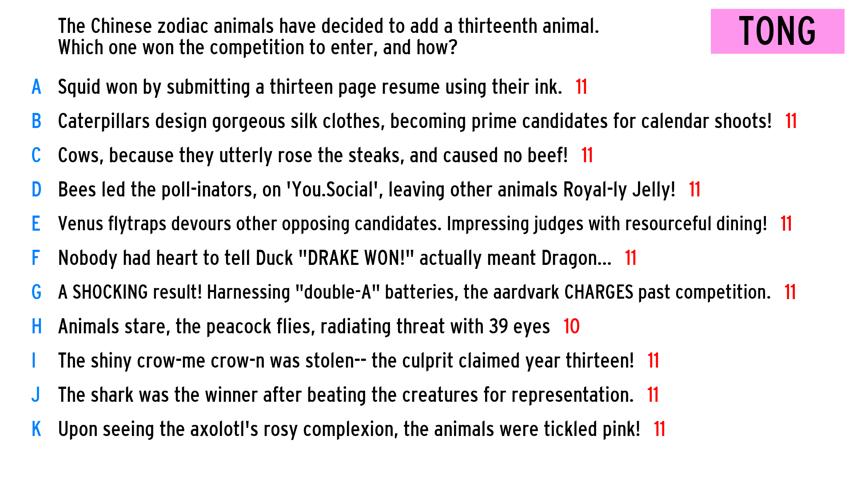 The Chinese zodiac animals have decided to add a thirteenth animal.
Which one won the competition to enter, and how?
TONG
A Squid won by submitting a thirteen page resume using their ink. 11
B Caterpillars design gorgeous silk clothes, becoming prime candidates for calendar shoots! 11
C Cows, because they utterly rose the steaks, and caused no beef! 11
D Bees led the poll-inators, on 'You.Social', leaving other animals Royal-ly Jelly! 11
E Venus flytraps devours other opposing candidates. Impressing judges with resourceful dining! 11
F Nobody had heart to tell Duck "DRAKE WON!" actually meant Dragon... 11
G A SHOCKING result! Harnessing "double-A" batteries, the aardvark CHARGES past competition. 11
H Animals stare, the peacock flies, radiating threat with 39 eyes 10
I The shiny crow-me crow-n was stolen-- the culprit claimed year thirteen! 11
J The shark was the winner after beating the creatures for representation. 11
K Upon seeing the axolotl's rosy complexion, the animals were tickled pink! 11